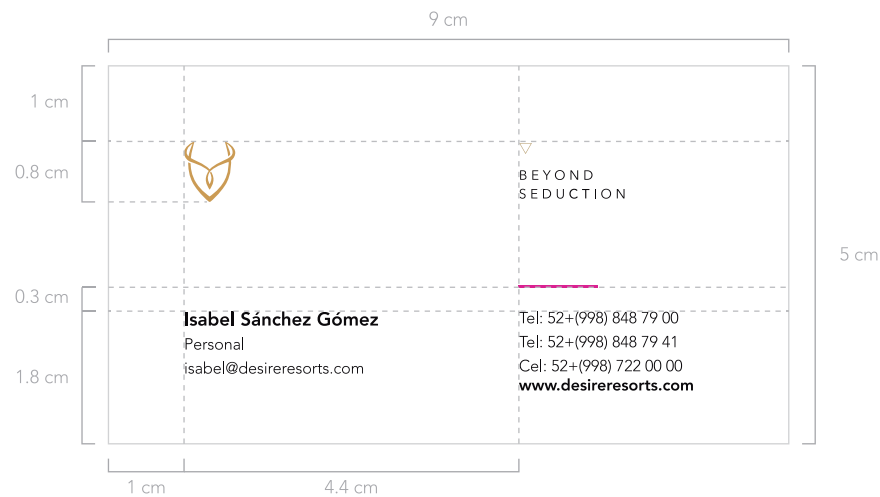 9 cm
1 cm
0.8 cm
BEYOND
SEDUCTION
5 cm
0.3 cm
Isabel Sánchez Gómez
Personal
isabel@desireresorts.com
Tel: 52+(998) 848 79 00
Tel: 52+(998) 848 79 41
Cel: 52+(998) 722 00 00
www.desireresorts.com
1.8 cm
1 cm
4.4 cm